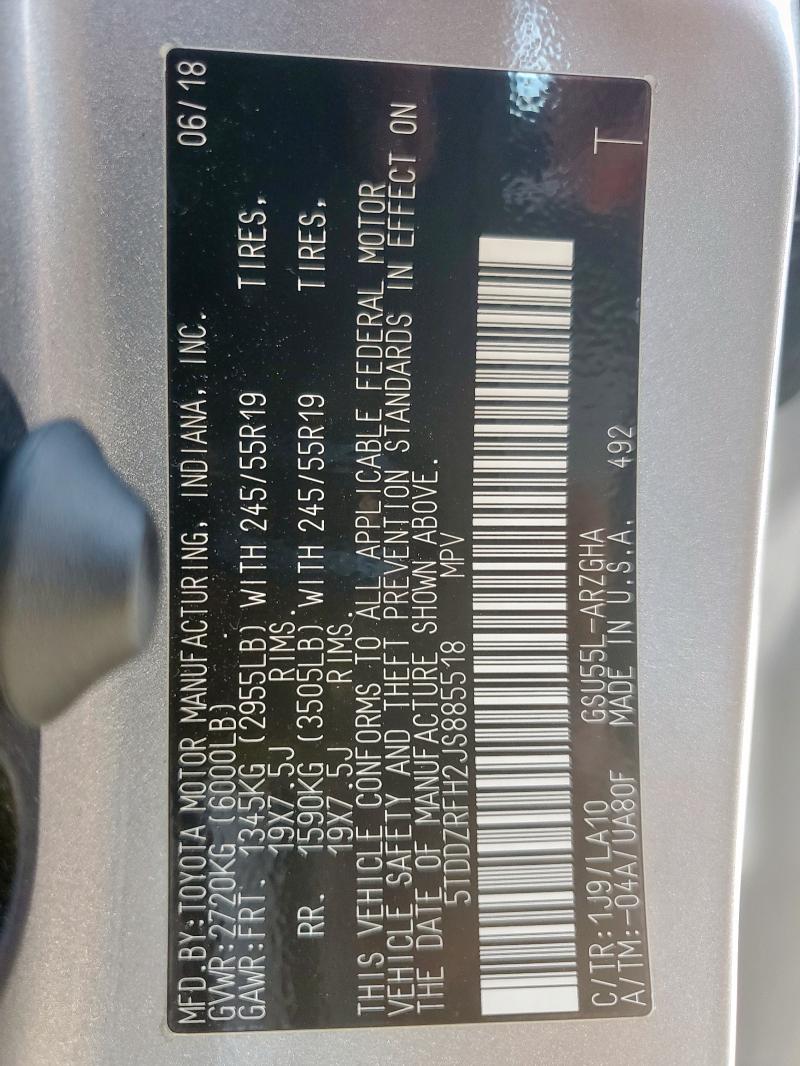 MFD.BY:TOYOTA MOTOR MANUFACTURING, INDIANA, INC. 06/18
GVWR:2720KG (6000LB)
GAWR:FRT. 1345KG (2955LB) WITH 245/55R19 TIRES,
19X7.5J RIMS.
RR. 1590KG (3505LB) WITH 245/55R19 TIRES,
19X7.5J RIMS.
THIS VEHICLE CONFORMS TO ALL APPLICABLE FEDERAL MOTOR
VEHICLE SAFETY AND THEFT PREVENTION STANDARDS IN EFFECT ON
THE DATE OF MANUFACTURE SHOWN ABOVE.
5TDDZRFH2JS885518 MPV
C/TR:1J9/LA10 GSU55L-ARZGHA
A/TM:-04A/UA80F MADE IN U.S.A. 492 T